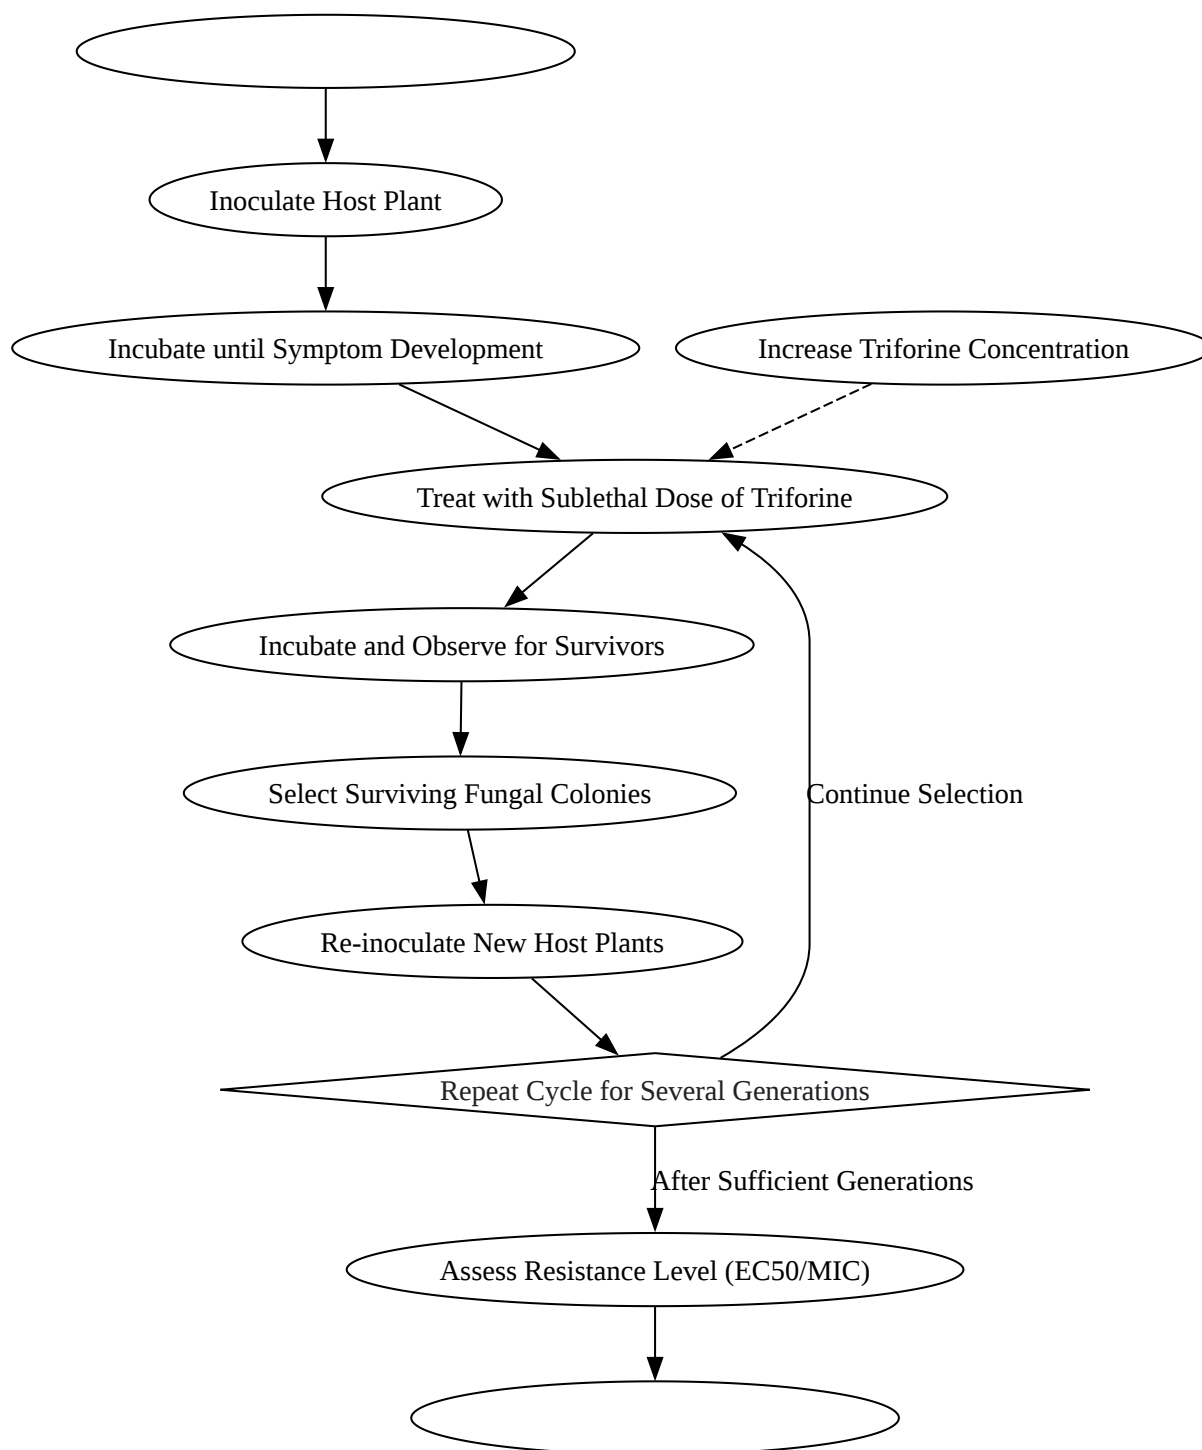 Inoculate Host Plant
Incubate until Symptom Development
Increase Triforine Concentration
Treat with Sublethal Dose of Triforine
Incubate and Observe for Survivors
Select Surviving Fungal Colonies
Continue Selection
Re-inoculate New Host Plants
Repeat Cycle for Several Generations
After Sufficient Generations
Assess Resistance Level (EC50/MIC)